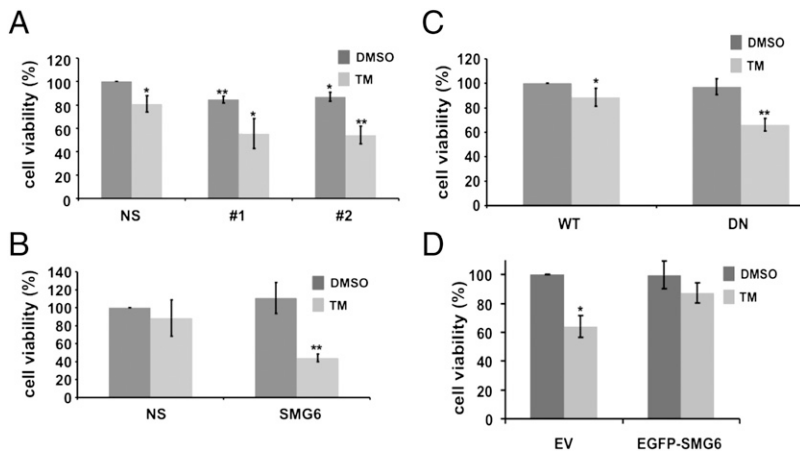 A
cell viability (%)
120
100
80
60
40
20
0
DMSO
TM
*
**
*
*
**
NS #1 #2
B
cell viability (%)
140
120
100
80
60
40
20
0
DMSO
TM
**
NS SMG6
C
cell viability (%)
120
100
80
60
40
20
0
DMSO
TM
*
**
WT DN
D
cell viability (%)
100
80
60
40
20
0
DMSO
TM
*
EV EGFP-SMG6